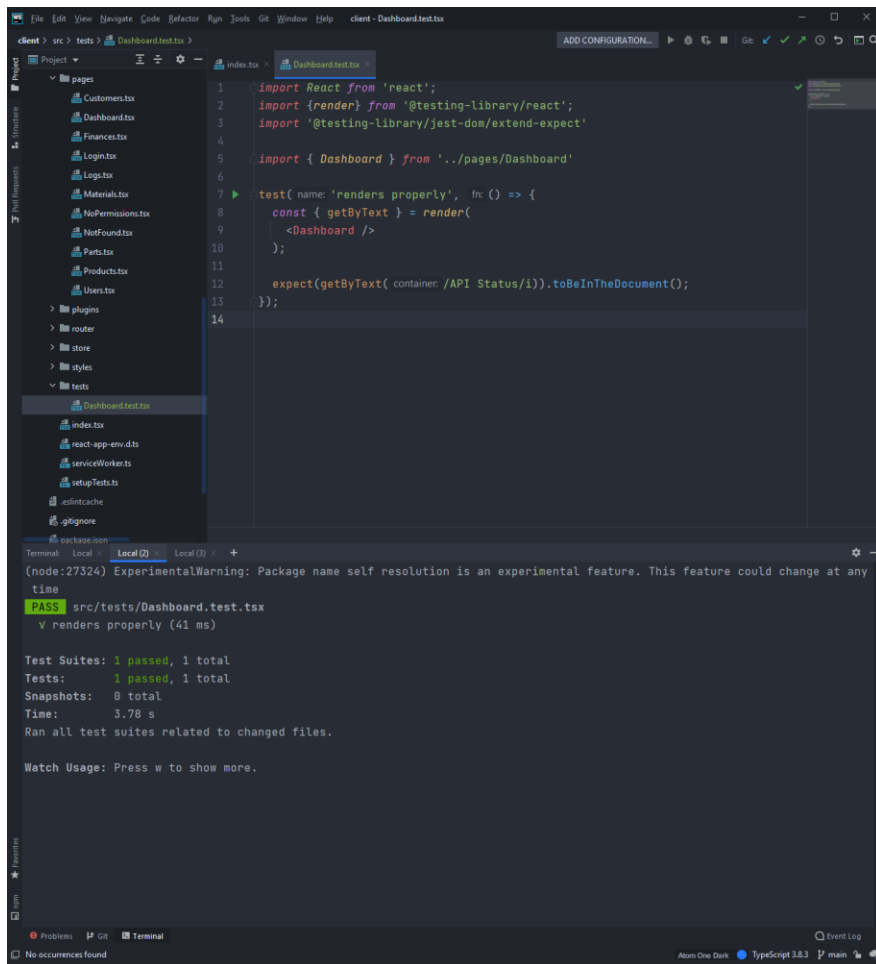 File Edit View Navigate Code Refactor Run Tools Git Window Help client - Dashboard.test.tsx
client > src > tests > Dashboard.test.tsx >
ADD CONFIGURATION...
Git:
Project
index.tsx
Dashboard.test.tsx
Project
Structure
Pull Requests
pages
Customers.tsx
Dashboard.tsx
Finances.tsx
Login.tsx
Logs.tsx
Materials.tsx
NoPermissions.tsx
NotFound.tsx
Parts.tsx
Products.tsx
Users.tsx
plugins
router
store
styles
tests
Dashboard.test.tsx
index.tsx
react-app-env.d.ts
serviceWorker.ts
setupTests.ts
.eslintcache
.gitignore
package.json
1 import React from 'react';
2 import {render} from '@testing-library/react';
3 import '@testing-library/jest-dom/extend-expect'
4
5 import { Dashboard } from '../pages/Dashboard'
6
7 test( name: 'renders properly', fn: () => {
8 const { getByText } = render(
9 <Dashboard />
10 );
11
12 expect(getByText( container: /API Status/i)).toBeInTheDocument();
13 });
14
Terminal: Local × Local (2) × Local (3) × +
(node:27324) ExperimentalWarning: Package name self resolution is an experimental feature. This feature could change at any
time
PASS src/tests/Dashboard.test.tsx
√ renders properly (41 ms)
Test Suites: 1 passed, 1 total
Tests: 1 passed, 1 total
Snapshots: 0 total
Time: 3.78 s
Ran all test suites related to changed files.
Watch Usage: Press w to show more.
Favorites
npm
Problems Git Terminal
Event Log
No occurrences found
Atom One Dark TypeScript 3.8.3 main